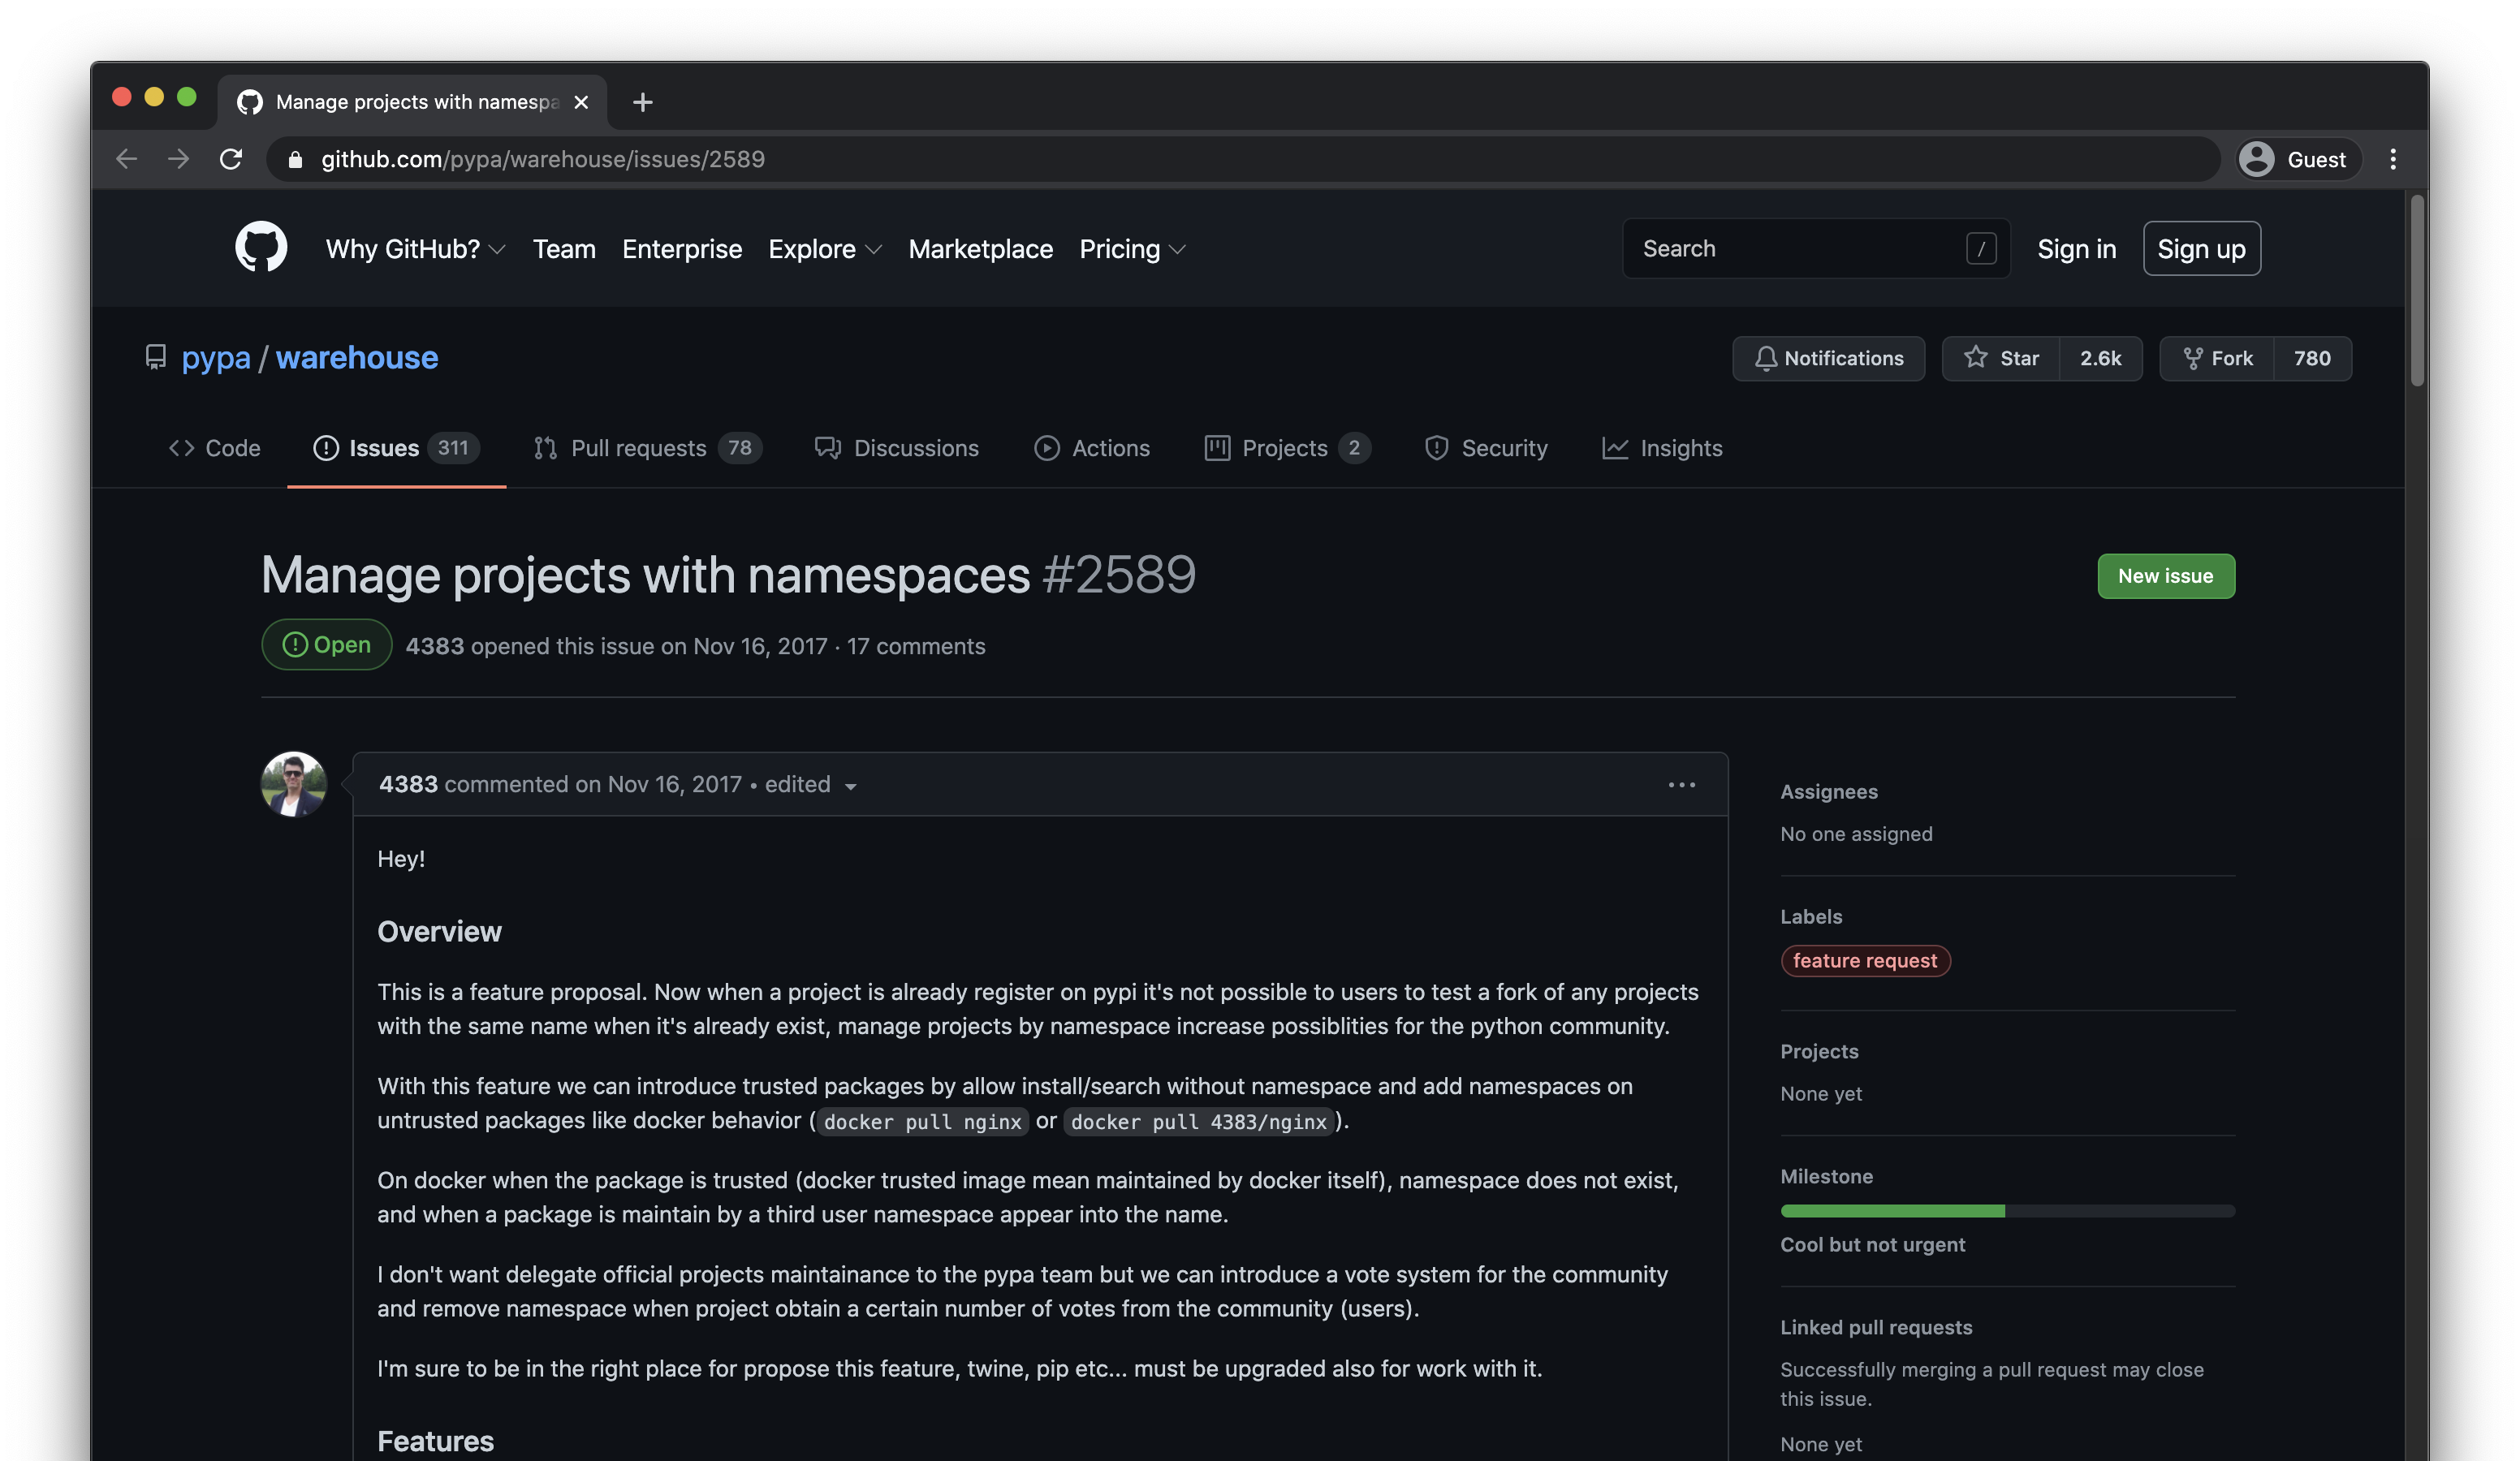 Manage projects with namespa
github.com/pypa/warehouse/issues/2589
Guest
Why GitHub? Team Enterprise Explore Marketplace Pricing
Search /
Sign in
Sign up
pypa / warehouse
Notifications
Star 2.6k
Fork 780
Code
Issues 311
Pull requests 78
Discussions
Actions
Projects 2
Security
Insights
Manage projects with namespaces #2589
New issue
Open
4383 opened this issue on Nov 16, 2017 · 17 comments
4383 commented on Nov 16, 2017 • edited
Hey!
Overview
This is a feature proposal. Now when a project is already register on pypi it's not possible to users to test a fork of any projects
with the same name when it's already exist, manage projects by namespace increase possiblities for the python community.
With this feature we can introduce trusted packages by allow install/search without namespace and add namespaces on
untrusted packages like docker behavior ( docker pull nginx or docker pull 4383/nginx ).
On docker when the package is trusted (docker trusted image mean maintained by docker itself), namespace does not exist,
and when a package is maintain by a third user namespace appear into the name.
I don't want delegate official projects maintainance to the pypa team but we can introduce a vote system for the community
and remove namespace when project obtain a certain number of votes from the community (users).
I'm sure to be in the right place for propose this feature, twine, pip etc... must be upgraded also for work with it.
Features
Assignees
No one assigned
Labels
feature request
Projects
None yet
Milestone
Cool but not urgent
Linked pull requests
Successfully merging a pull request may close
this issue.
None yet